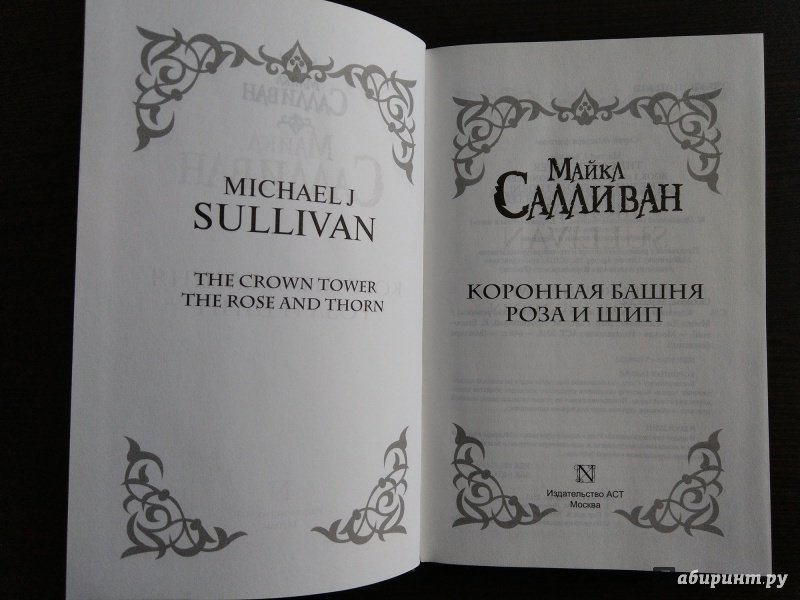 MICHAEL J
SULLIVAN
THE CROWN TOWER
THE ROSE AND THORN
МАЙКЛ
САЛЛИВАН
КОРОННАЯ БАШНЯ
РОЗА И ШИП
N
Издательство АСТ
Москва
абиринт.ру